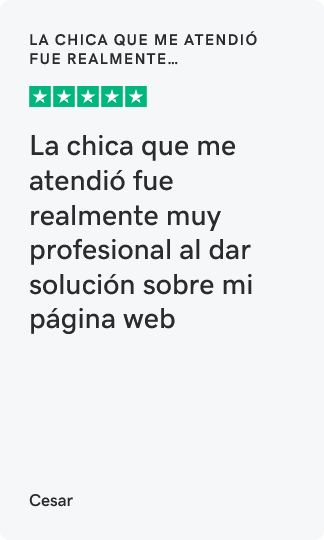 LA CHICA QUE ME ATENDIÓ
FUE REALMENTE…
La chica que me
atendió fue
realmente muy
profesional al dar
solución sobre mi
página web
Cesar